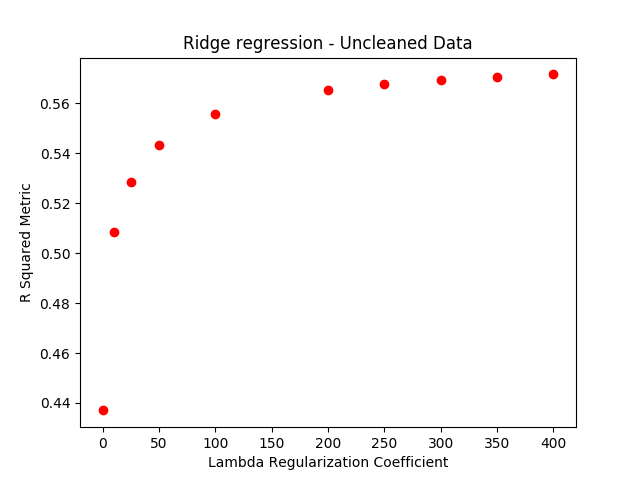 Ridge regression - Uncleaned Data
0.56
0.54
0.52
0.50
0.48
0.46
0.44
R Squared Metric
0 50 100 150 200 250 300 350 400
Lambda Regularization Coefficient